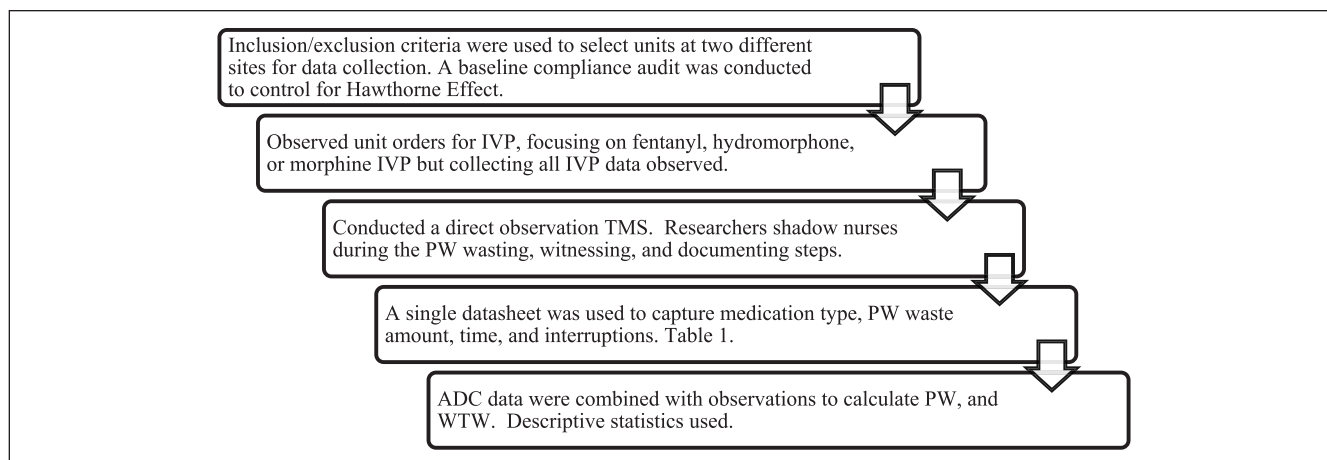 Inclusion/exclusion criteria were used to select units at two different
sites for data collection. A baseline compliance audit was conducted
to control for Hawthorne Effect.
Observed unit orders for IVP, focusing on fentanyl, hydromorphone,
or morphine IVP but collecting all IVP data observed.
Conducted a direct observation TMS. Researchers shadow nurses
during the PW wasting, witnessing, and documenting steps.
A single datasheet was used to capture medication type, PW waste
amount, time, and interruptions. Table 1.
ADC data were combined with observations to calculate PW, and
WTW. Descriptive statistics used.